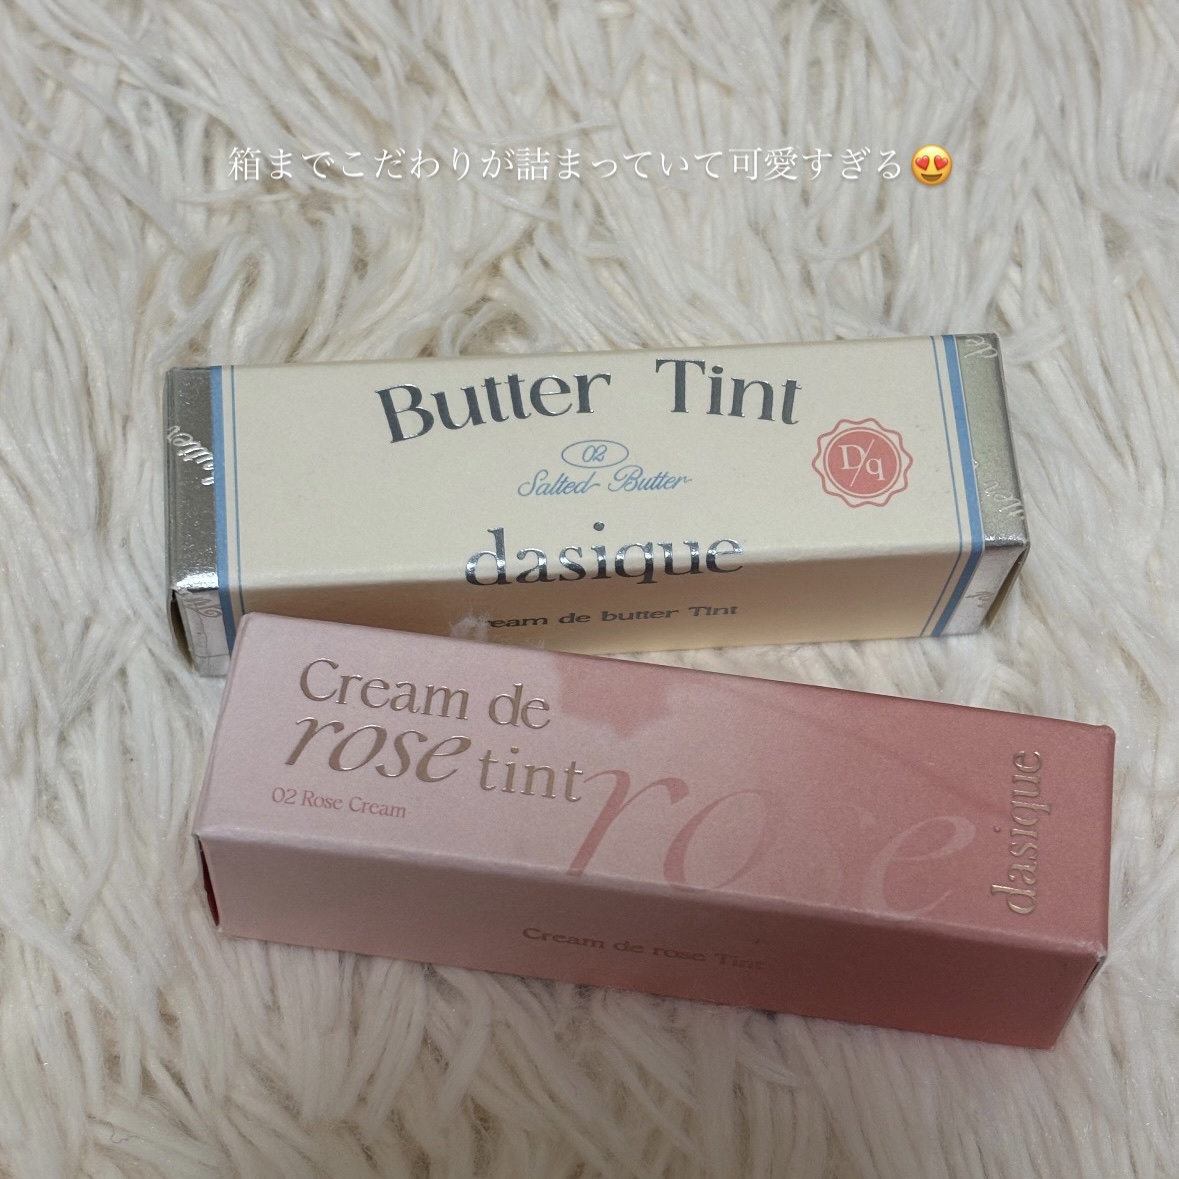 箱までこだわりが詰まっていて可愛すぎる😍
Butter Tint
02
Salted Butter
D/q
dasique
eam de butter Tint
Cream de
rose tint
02 Rose Cream
rose
dasique
Cream de rose Tint